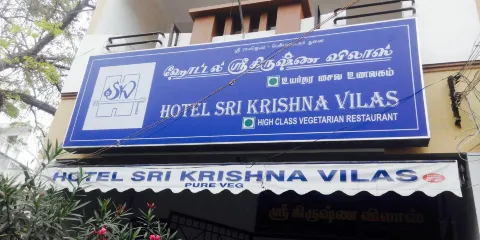 ஹோட்டல் ஸ்ரீ கிருஷ்ண விலாஸ்
உயர்தர சைவ உணவகம்
SKV
HOTEL SRI KRISHNA VILAS
HIGH CLASS VEGETARIAN RESTAURANT
HOTEL SRI KRISHNA VILAS
PURE VEG
ஸ்ரீ கிருஷ்ண விலாஸ்